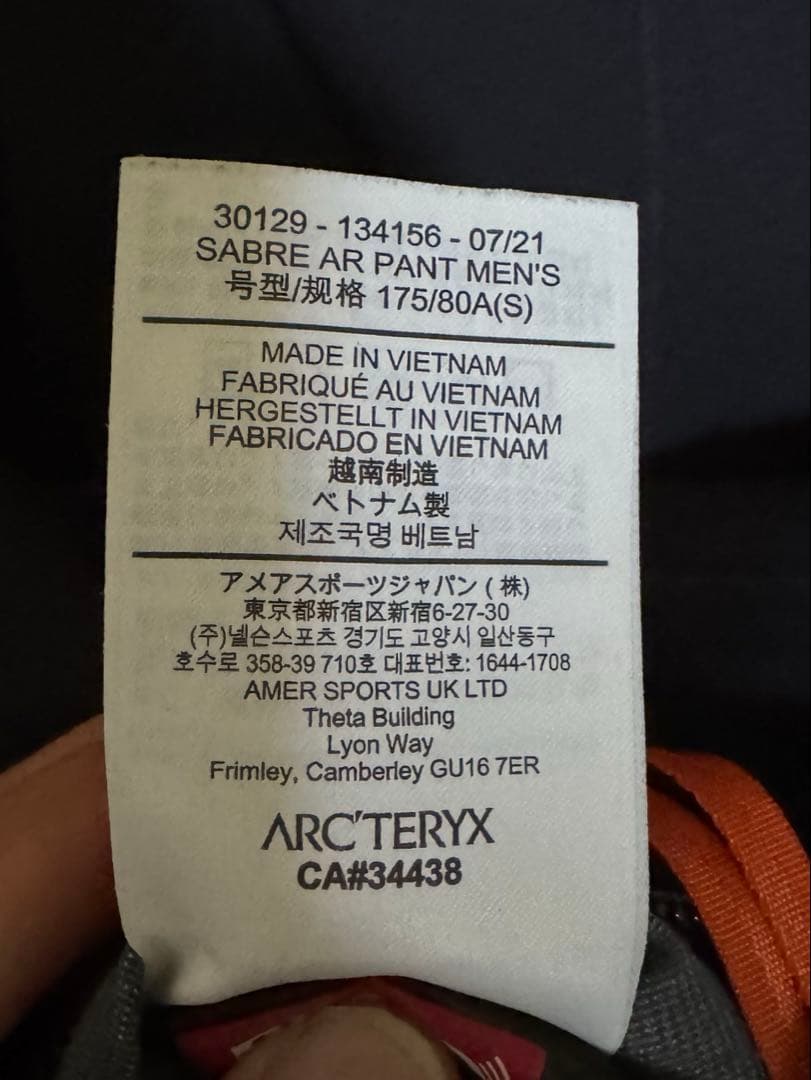 30129 - 134156 - 07/21
SABRE AR PANT MEN'S
号型/规格 175/80A(S)
MADE IN VIETNAM
FABRIQUÉ AU VIETNAM
HERGESTELLT IN VIETNAM
FABRICADO EN VIETNAM
越南制造
ベトナム製
제조국명 베트남
アメアスポーツジャパン (株)
東京都新宿区新宿6-27-30
(주)넬슨스포츠 경기도 고양시 일산동구
호수로 358-39 710호 대표번호: 1644-1708
AMER SPORTS UK LTD
Theta Building
Lyon Way
Frimley, Camberley GU16 7ER
ARC'TERYX
CA#34438